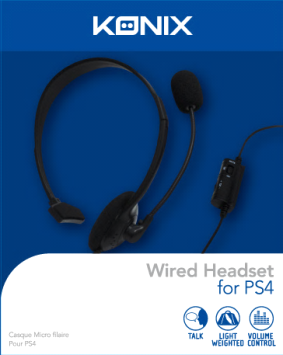 KONIX
Wired Headset
for PS4
Casque Micro filaire
Pour PS4
TALK
LIGHT WEIGHTED
VOLUME CONTROL